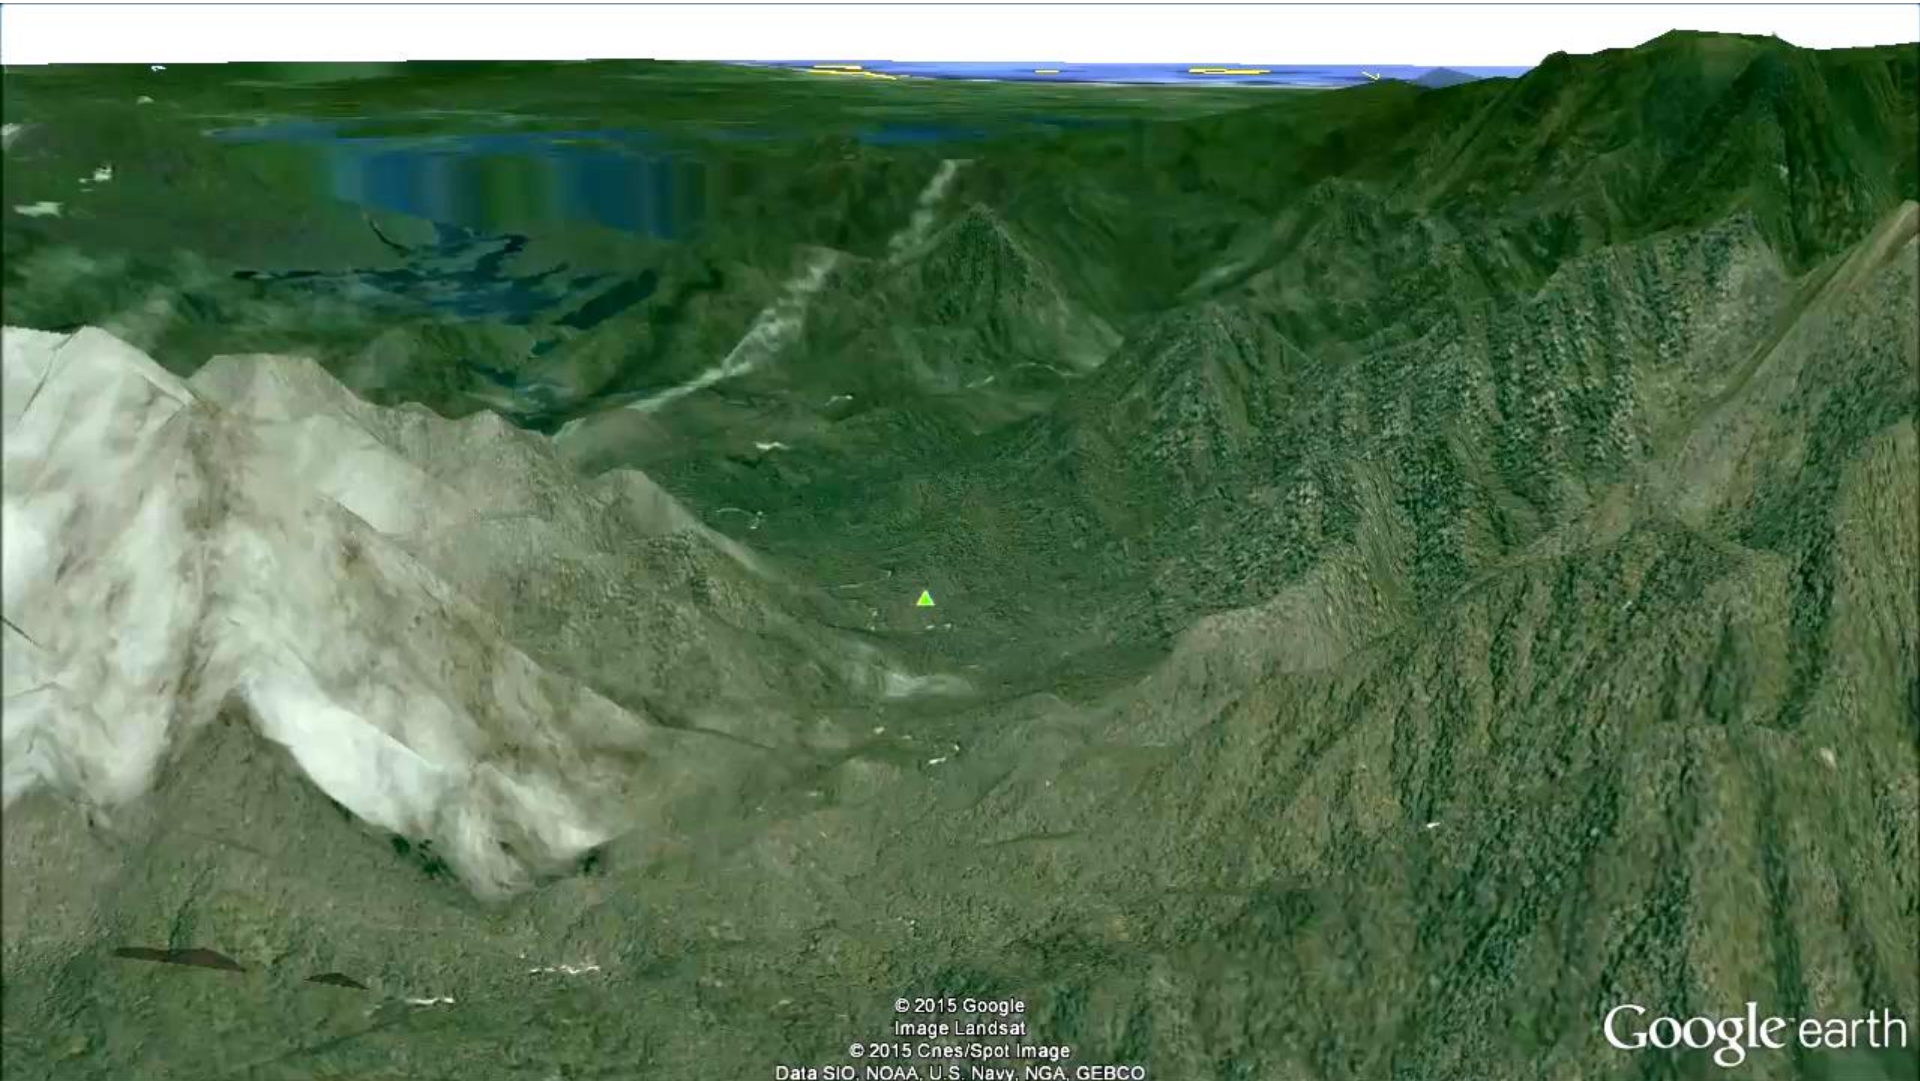 © 2015 Google
Image Landsat
© 2015 Cnes/Spot Image
Data SIO, NOAA, U.S. Navy, NGA, GEBCO
Google earth